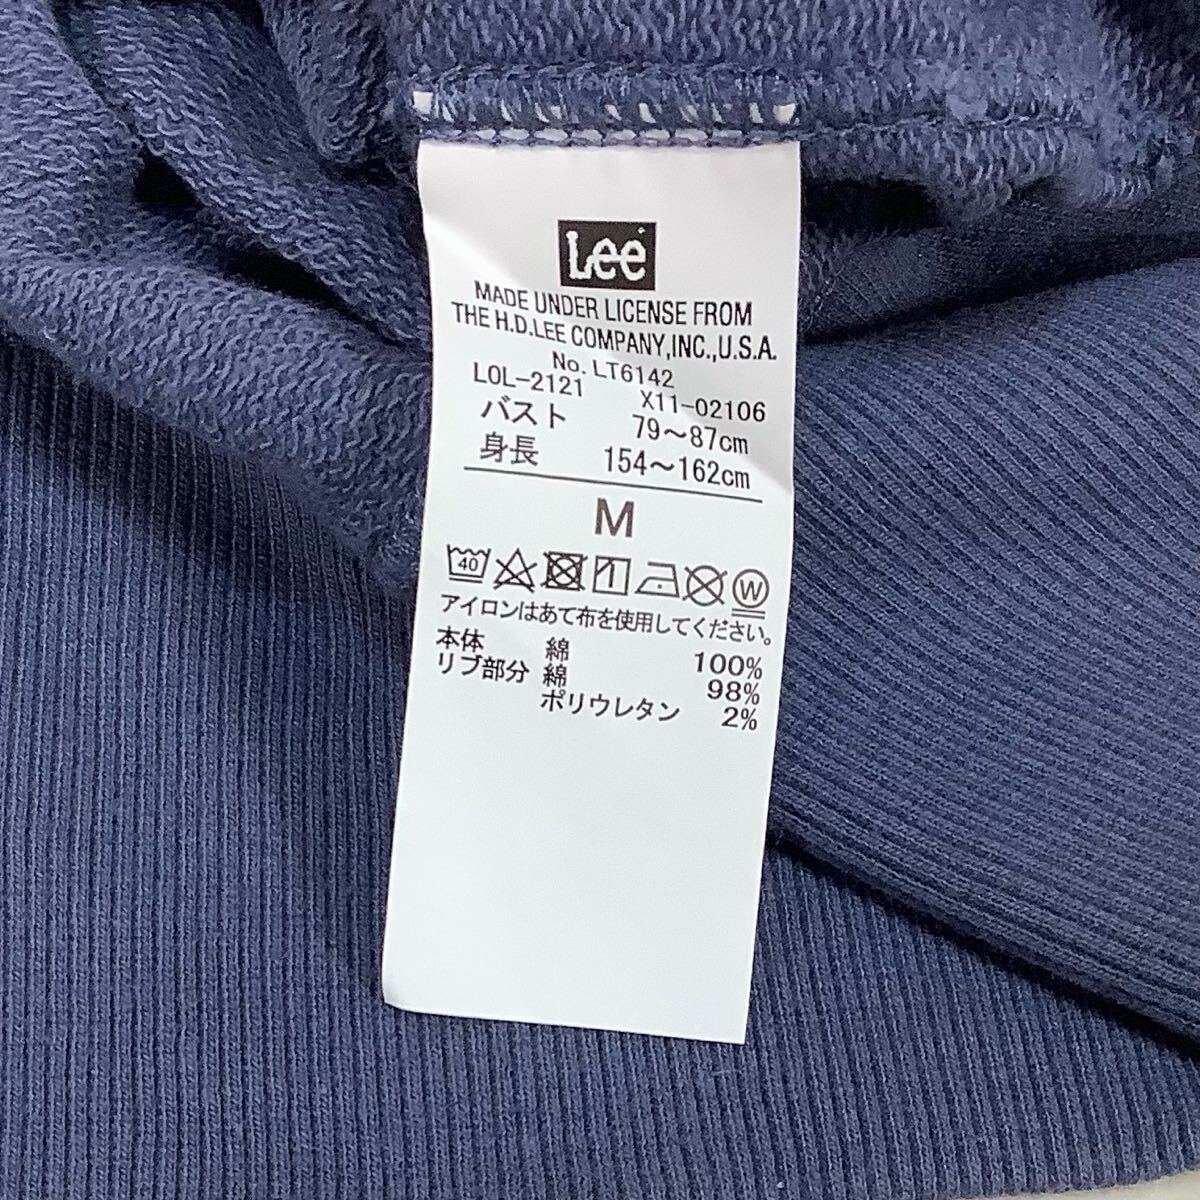 Lee
MADE UNDER LICENSE FROM
THE H.D.LEE COMPANY,INC.,U.S.A.
No. LT6142
LOL-2121 X11-02106
バスト 79～87cm
身長 154～162cm
M
40 W
アイロンはあて布を使用してください。
本体 綿 100%
リブ部分 綿 98%
ポリウレタン 2%